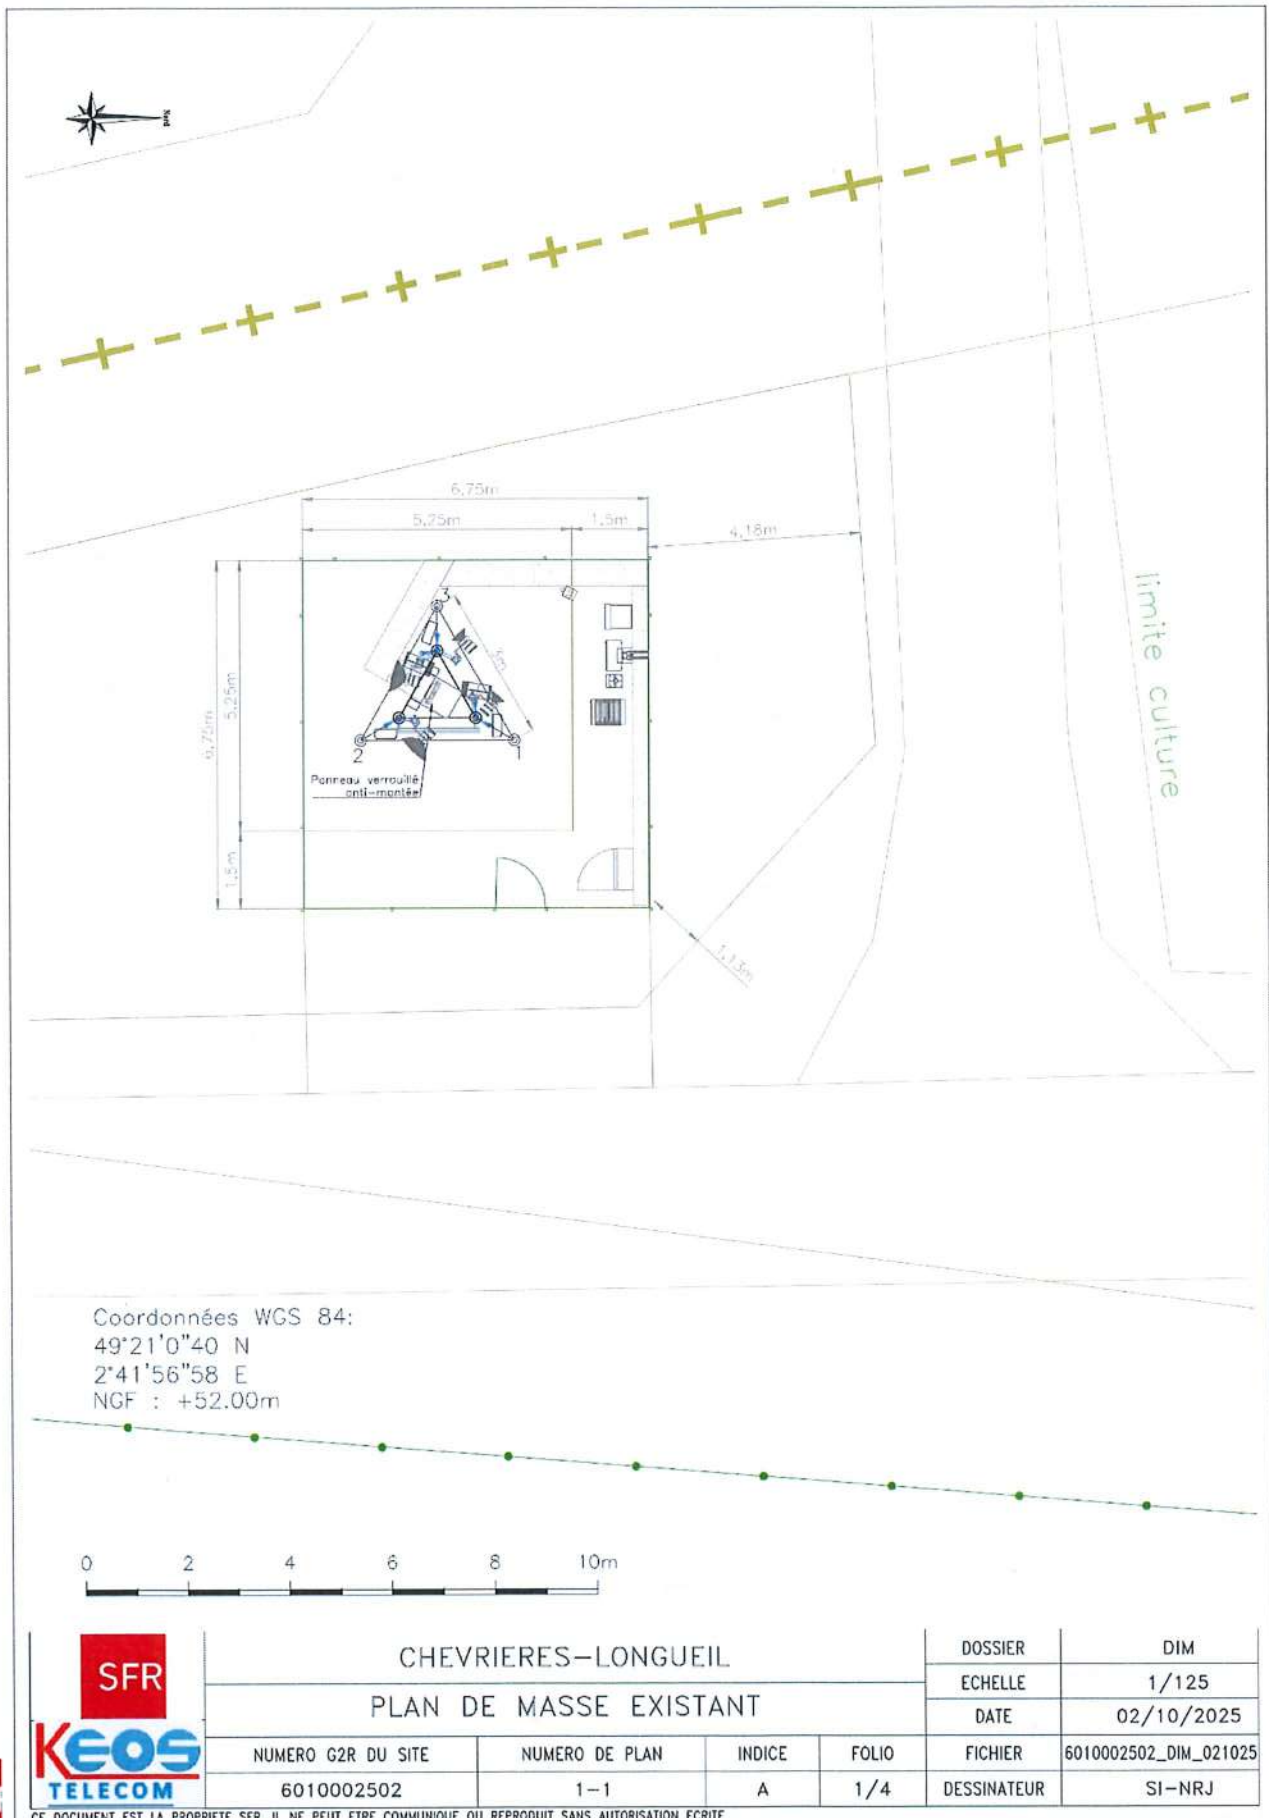 Nord
6,75m
5,25m
1,5m
4,18m
6,75m
5,25m
1,5m
3
3m
2
1
Panneau verrouillé
anti-montée
1,13m
limite culture
Coordonnées WGS 84:
49°21'0"40 N
2°41'56"58 E
NGF : +52.00m
0 2 4 6 8 10m
SFR
KEOS
TELECOM
CHEVRIERES-LONGUEIL
PLAN DE MASSE EXISTANT
NUMERO G2R DU SITE
6010002502
NUMERO DE PLAN
1-1
INDICE
A
FOLIO
1/4
DOSSIER DIM
ECHELLE 1/125
DATE 02/10/2025
FICHIER 6010002502_DIM_021025
DESSINATEUR SI-NRJ
CE DOCUMENT EST LA PROPRIETE SFR IL NE PEUT ETRE COMMUNIQUE OU REPRODUIT SANS AUTORISATION ECRITE